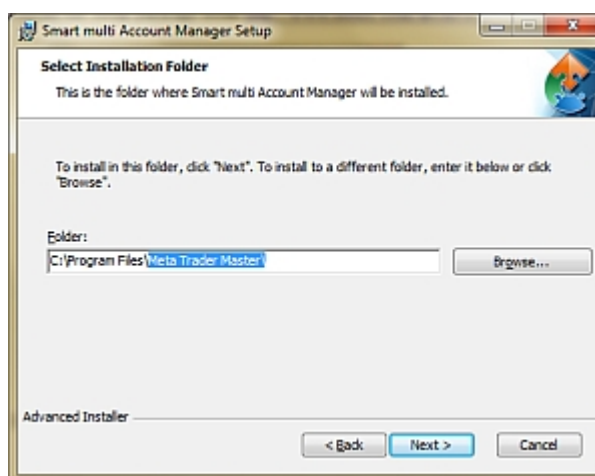 Smart multi Account Manager Setup
Select Installation Folder
This is the folder where Smart multi Account Manager will be installed.
To install in this folder, click "Next". To install to a different folder, enter it below or click
"Browse".
Folder:
C:\Program Files\Meta Trader Master\
Browse...
Advanced Installer
< Back
Next >
Cancel